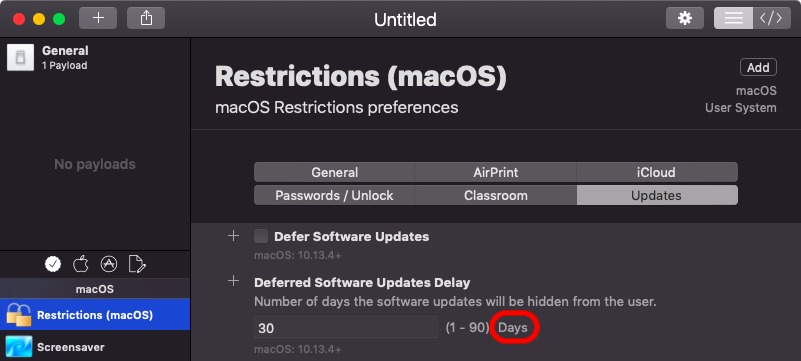 Untitled
General
1 Payload
No payloads
macOS
Restrictions (macOS)
Screensaver
Restrictions (macOS)
macOS Restrictions preferences
Add
macOS
User System
General AirPrint iCloud
Passwords / Unlock Classroom Updates
Defer Software Updates
macOS: 10.13.4+
Deferred Software Updates Delay
Number of days the software updates will be hidden from the user.
30 (1 - 90) Days
macOS: 10.13.4+